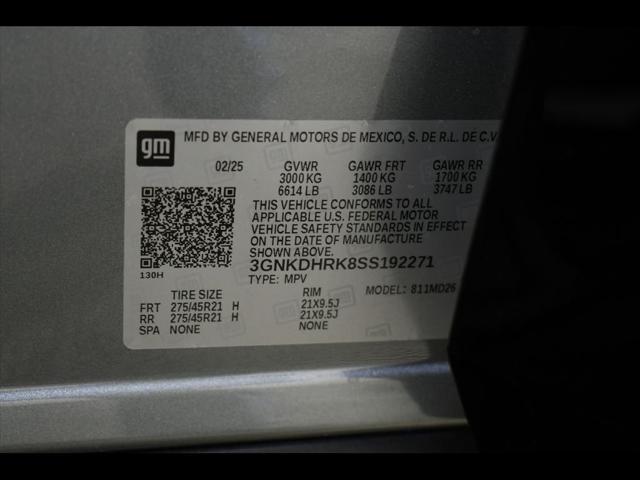 gm
MFD BY GENERAL MOTORS DE MEXICO, S. DE R.L. DE C.V
02/25 GVWR GAWR FRT GAWR RR
3000 KG 1400 KG 1700 KG
6614 LB 3086 LB 3747 LB
THIS VEHICLE CONFORMS TO ALL
APPLICABLE U.S. FEDERAL MOTOR
VEHICLE SAFETY STANDARDS IN EFFECT
ON THE DATE OF MANUFACTURE
SHOWN ABOVE.
130H
3GNKDHRK8SS192271
TYPE: MPV MODEL: 811MD26
TIRE SIZE RIM
FRT 275/45R21 H 21X9.5J
RR 275/45R21 H 21X9.5J
SPA NONE NONE